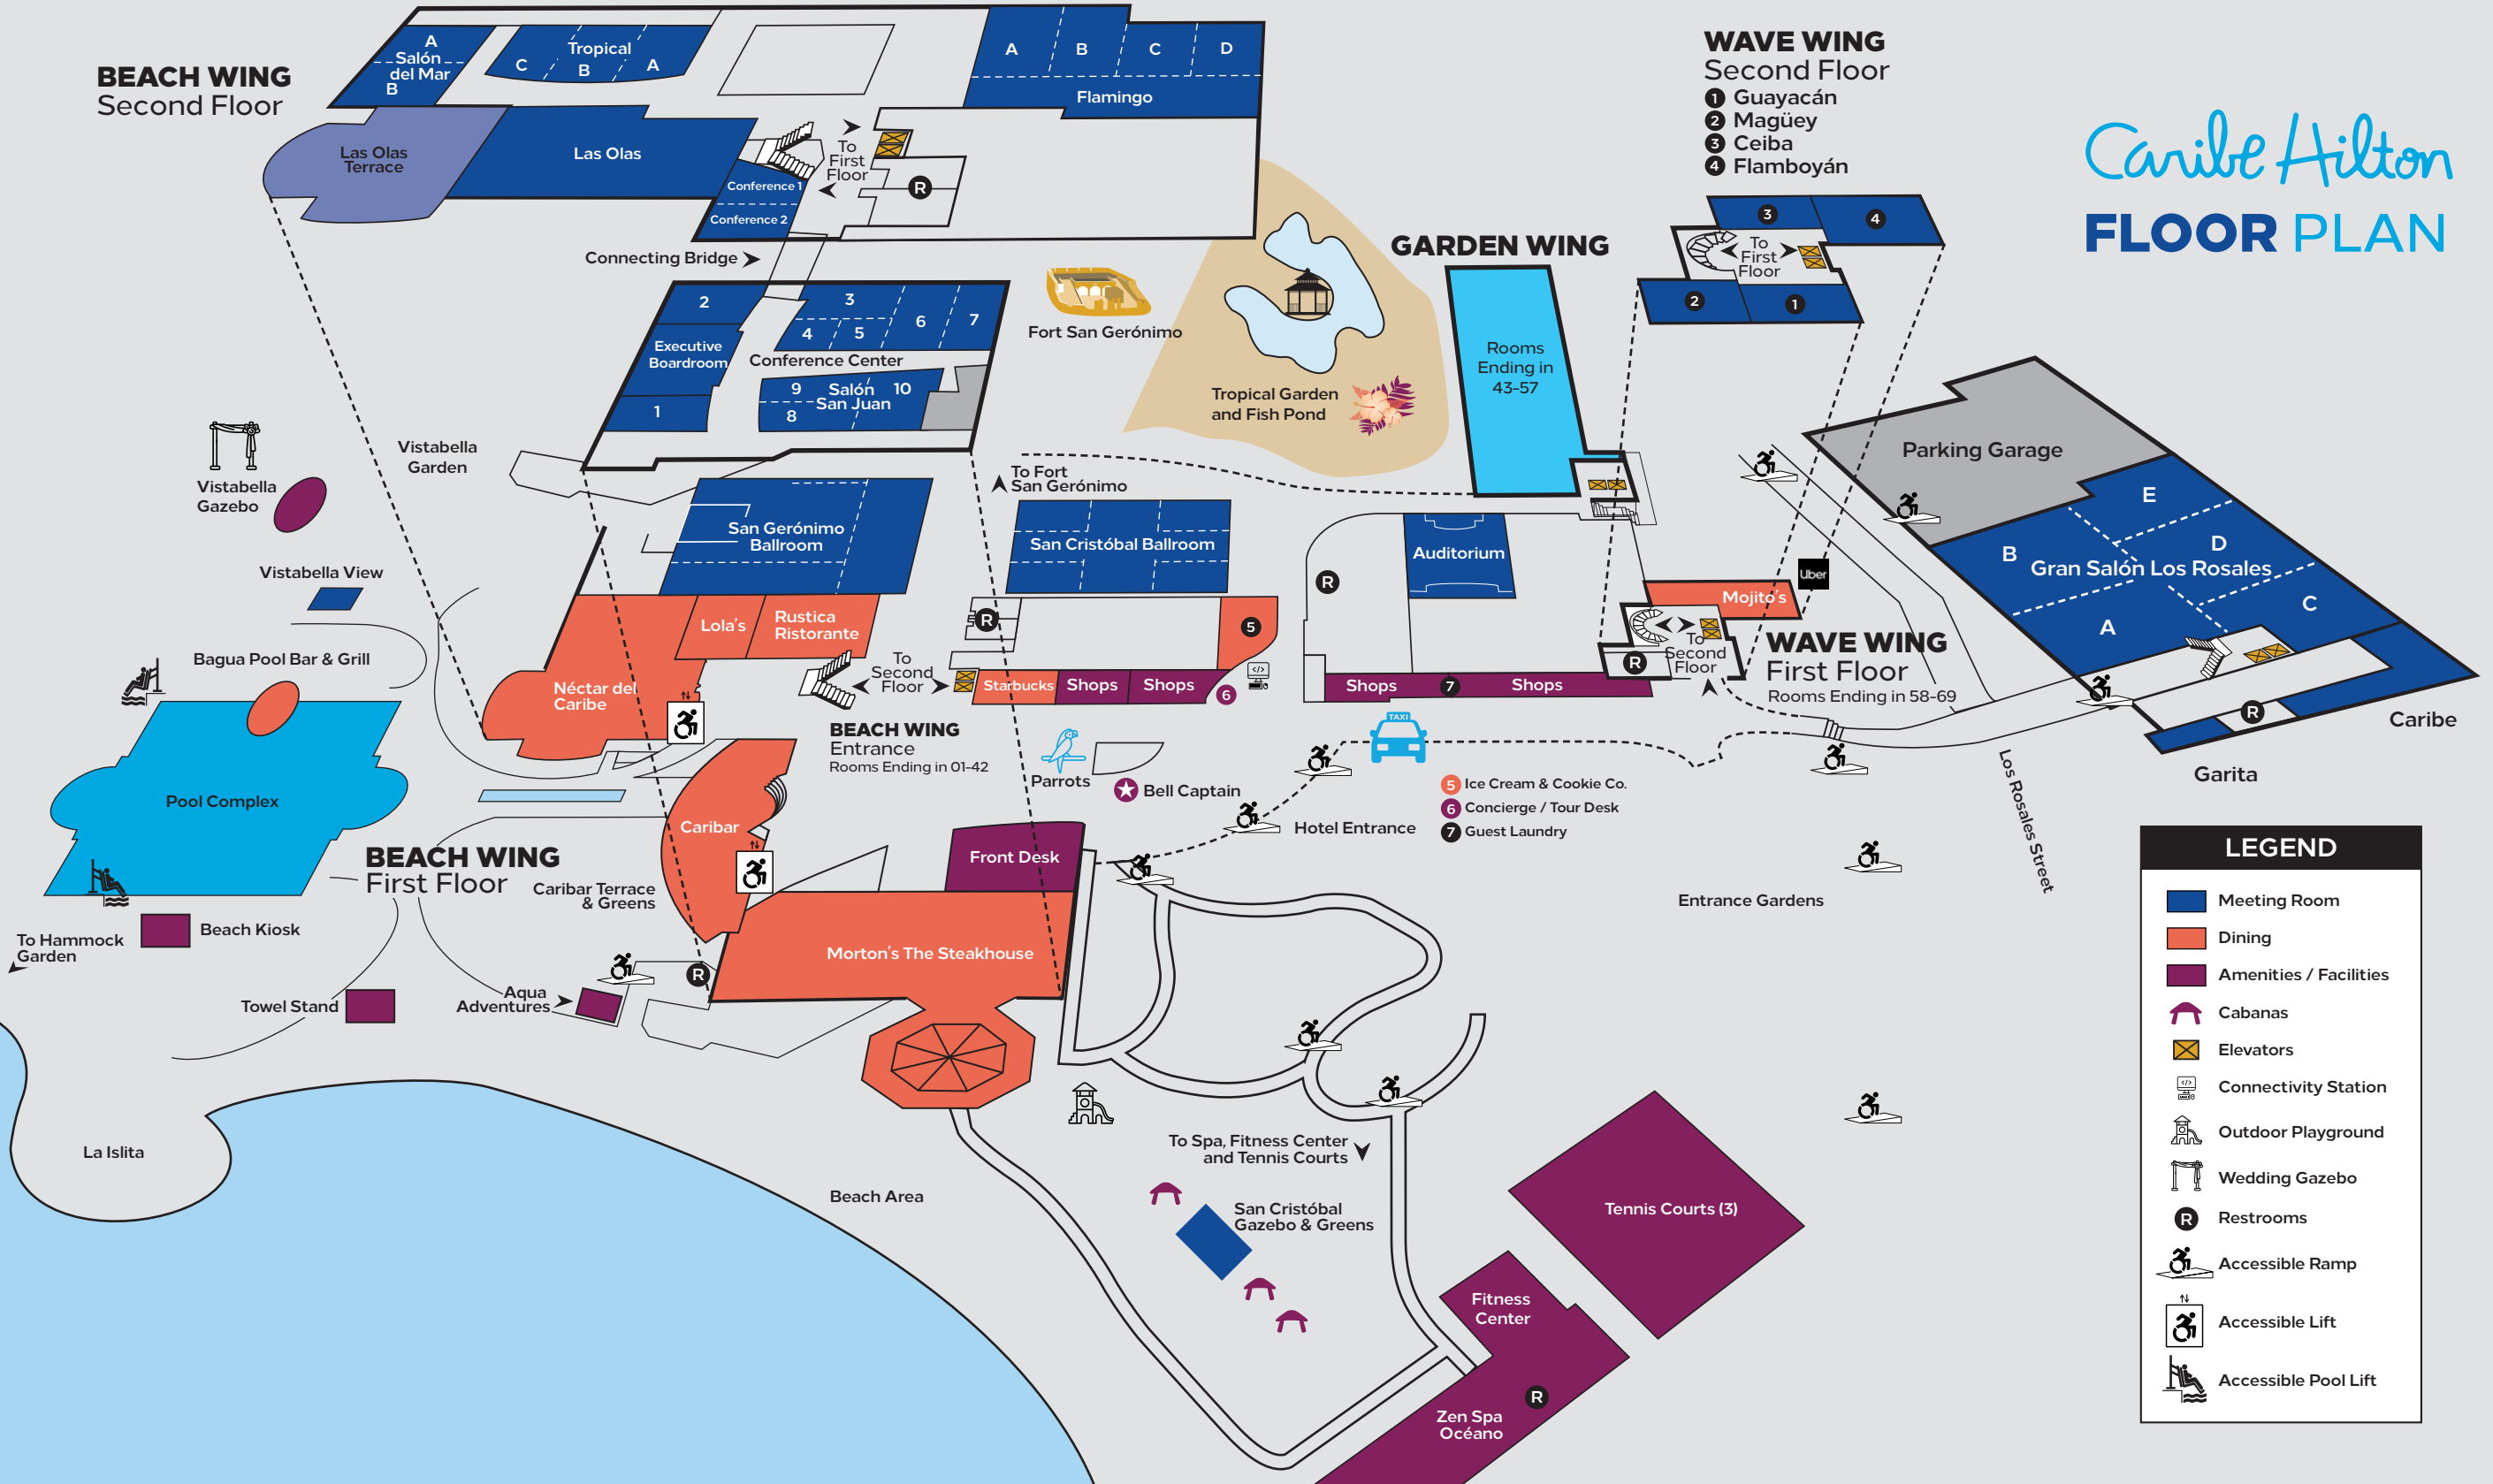 BEACH WING
Second Floor
A
Salón
del Mar
B
Tropical
C
B
A
A
B
C
D
Flamingo
Las Olas
Terrace
Las Olas
Conference 1
Conference 2
To
First
Floor
R
Connecting Bridge
WAVE WING
Second Floor
1 Guayacán
2 Magüey
3 Ceiba
4 Flamboyán
Caribe Hilton
FLOOR PLAN
3
4
To
First
Floor
2
1
GARDEN WING
Rooms
Ending in
43-57
Fort San Gerónimo
Tropical Garden
and Fish Pond
2
3
4
5
6
7
Executive
Boardroom
Conference Center
1
9
Salón
10
San Juan
8
Vistabella
Garden
Vistabella
Gazebo
Vistabella View
To Fort
San Gerónimo
San Gerónimo
Ballroom
San Cristóbal Ballroom
Auditorium
R
Parking Garage
E
B
D
Gran Salón Los Rosales
C
A
R
Caribe
Garita
Los Rosales Street
Uber
Mojito's
To
Second
Floor
R
WAVE WING
First Floor
Rooms Ending in 58-69
Lola's
Rustica
Ristorante
R
5
Néctar del
Caribe
To
Second
Floor
Starbucks
Shops
Shops
6
Shops
7
Shops
BEACH WING
Entrance
Rooms Ending in 01-42
Parrots
Bell Captain
TAXI
5 Ice Cream & Cookie Co.
6 Concierge / Tour Desk
7 Guest Laundry
Hotel Entrance
Entrance Gardens
Bagua Pool Bar & Grill
Pool Complex
BEACH WING
First Floor
Caribar
Caribar Terrace
& Greens
Front Desk
Morton's The Steakhouse
R
Beach Kiosk
To Hammock
Garden
Towel Stand
Aqua
Adventures
La Islita
Beach Area
To Spa, Fitness Center
and Tennis Courts
San Cristóbal
Gazebo & Greens
Tennis Courts (3)
Fitness
Center
R
Zen Spa
Océano
LEGEND
Meeting Room
Dining
Amenities / Facilities
Cabanas
Elevators
Connectivity Station
Outdoor Playground
Wedding Gazebo
R Restrooms
Accessible Ramp
Accessible Lift
Accessible Pool Lift